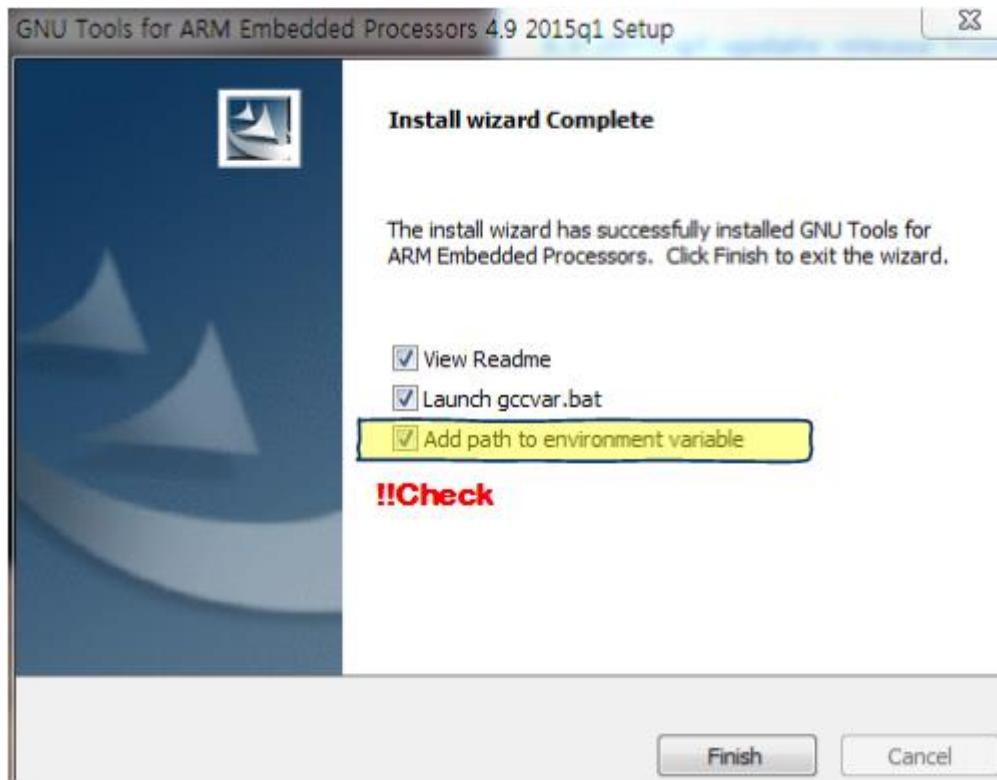 GNU Tools for ARM Embedded Processors 4.9 2015q1 Setup
Install wizard Complete
The install wizard has successfully installed GNU Tools for
ARM Embedded Processors. Click Finish to exit the wizard.
View Readme
Launch gccvar.bat
Add path to environment variable
!!Check
Finish
Cancel